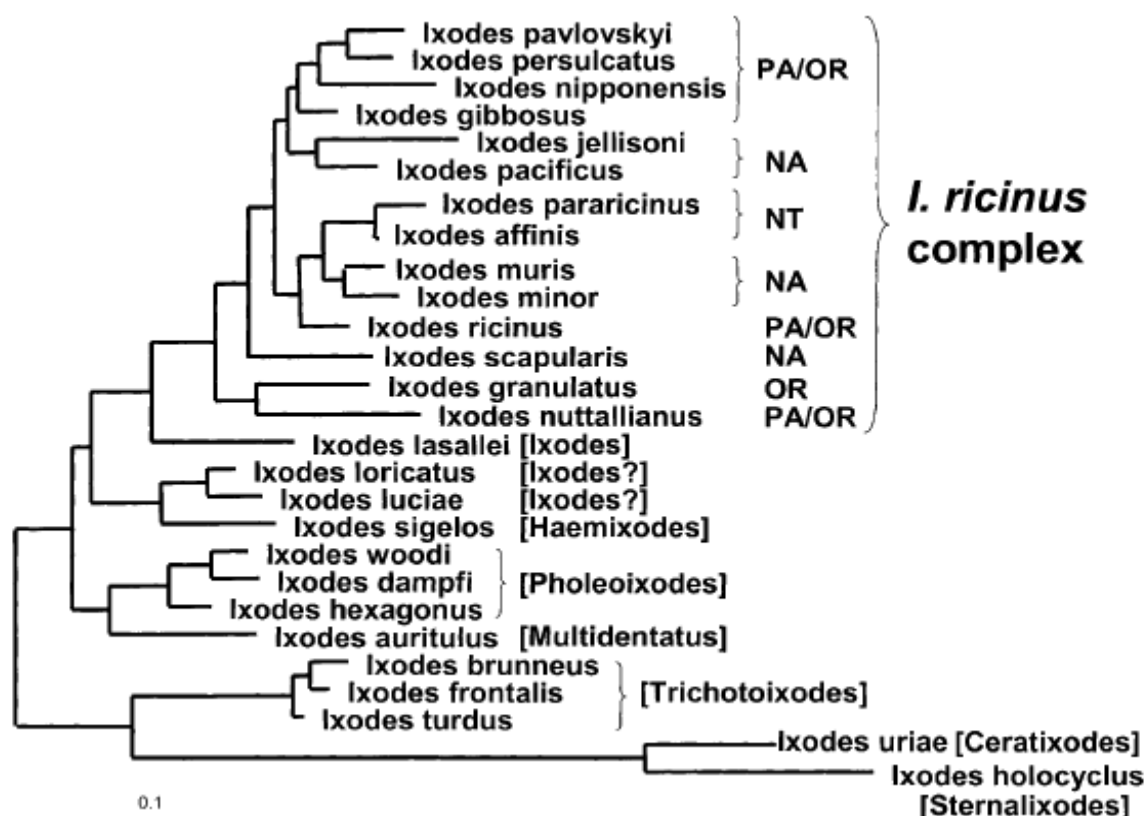 Ixodes pavlovskyi
Ixodes persulcatus
Ixodes nipponensis
PA/OR
Ixodes gibbosus
Ixodes jellisoni
Ixodes pacificus
NA
Ixodes pararicinus
Ixodes affinis
NT
Ixodes muris
Ixodes minor
NA
Ixodes ricinus PA/OR
Ixodes scapularis NA
Ixodes granulatus OR
Ixodes nuttallianus PA/OR
I. ricinus
complex
Ixodes lasallei [Ixodes]
Ixodes loricatus [Ixodes?]
Ixodes luciae [Ixodes?]
Ixodes sigelos [Haemixodes]
Ixodes woodi
Ixodes dampfi [Pholeoixodes]
Ixodes hexagonus
Ixodes auritulus [Multidentatus]
Ixodes brunneus
Ixodes frontalis [Trichotoixodes]
Ixodes turdus
Ixodes uriae [Ceratixodes]
Ixodes holocyclus
[Sternalixodes]
0.1